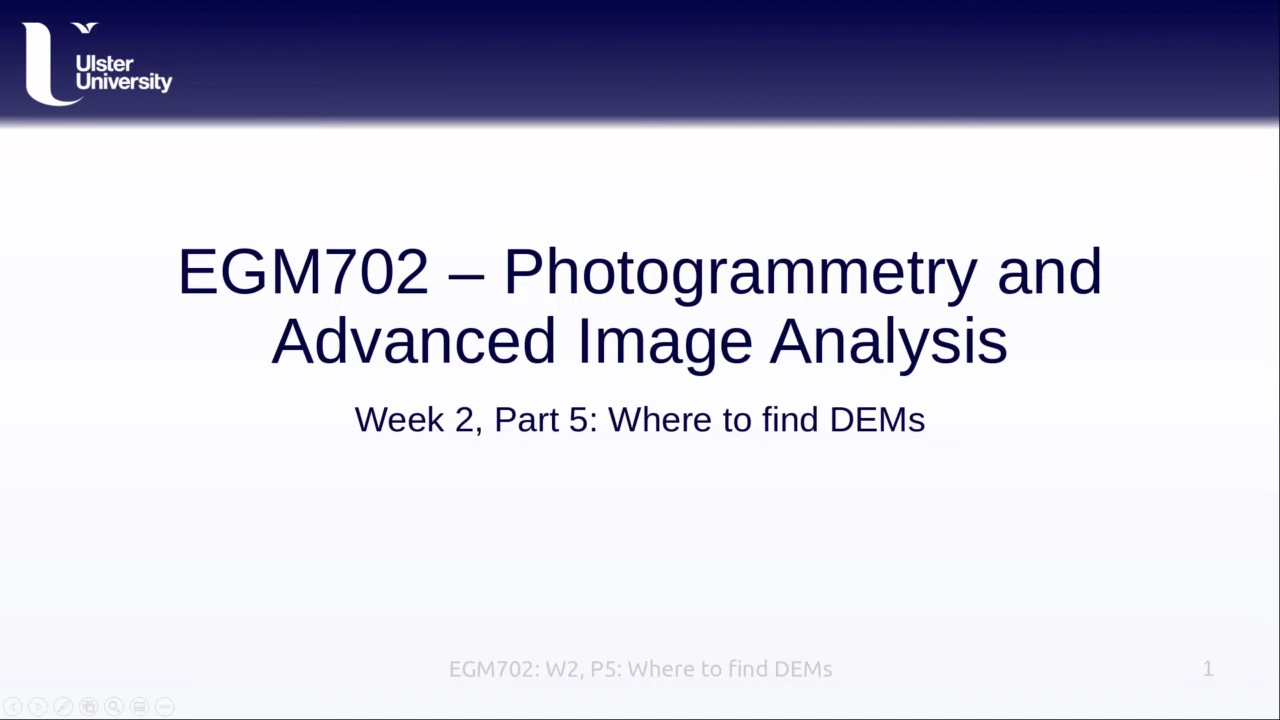 Ulster
University
EGM702 – Photogrammetry and
Advanced Image Analysis
Week 2, Part 5: Where to find DEMs
EGM702: W2, P5: Where to find DEMs
1